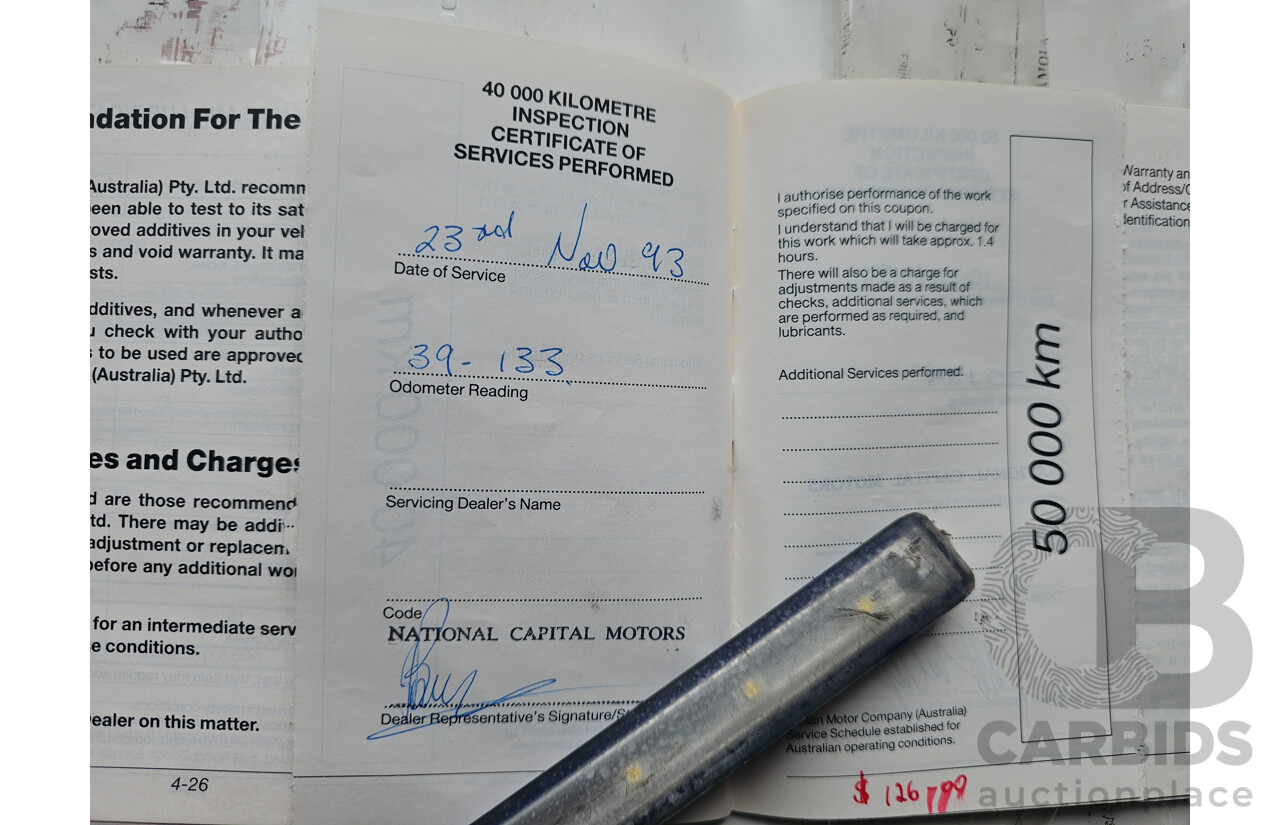 ndation For The
Australia) Pty. Ltd. recomm
een able to test to its sat
roved additives in your veh
s and void warranty. It ma
sts.
dditives, and whenever a
u check with your autho
to be used are approved
(Australia) Pty. Ltd.
es and Charges
d are those recommend
td. There may be addi
adjustment or replacem
before any additional wor
for an intermediate serv
e conditions.
ealer on this matter.
4-26
40 000 KILOMETRE
INSPECTION
CERTIFICATE OF
SERVICES PERFORMED
23rd Nov 93
Date of Service
39-133
Odometer Reading
Servicing Dealer's Name
Code
NATIONAL CAPITAL MOTORS
Dealer Representative's Signature/S
I authorise performance of the work
specified on this coupon.
I understand that I will be charged for
this work which will take approx. 1.4
hours.
There will also be a charge for
adjustments made as a result of
checks, additional services, which
are performed as required, and
lubricants.
Additional Services performed.
50 000 km
san Motor Company (Australia)
Service Schedule established for
Australian operating conditions.
$ 126
Warranty an
of Address/C
r Assistance
dentification
CARBIDS
auctionplace